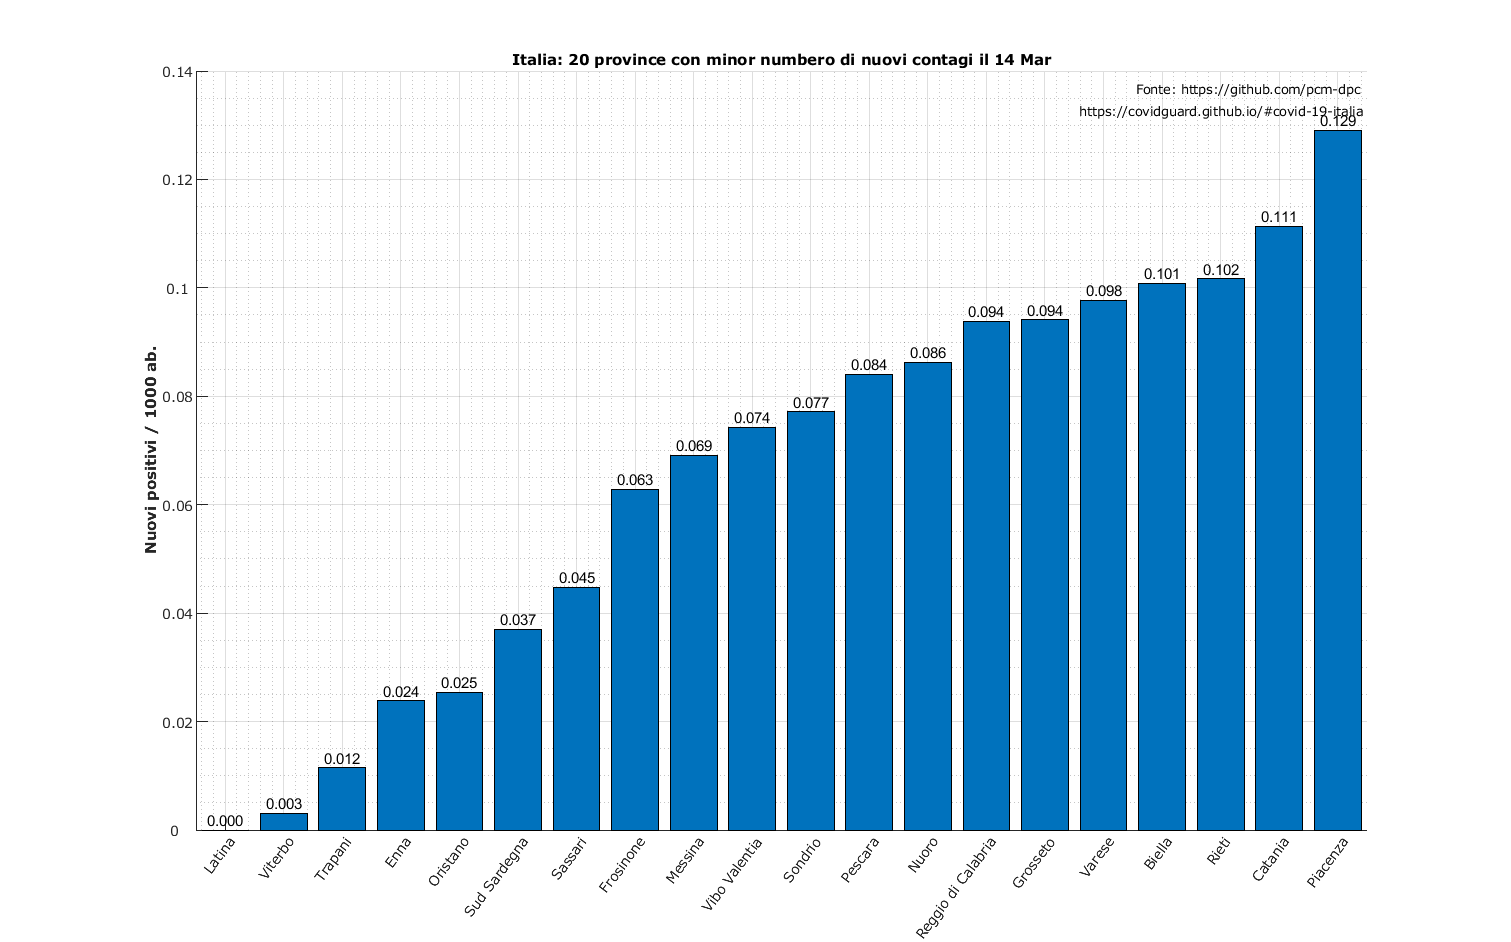 Italia: 20 province con minor numbero di nuovi contagi il 14 Mar
Fonte: https://github.com/pcm-dpc
https://covidguard.github.io/#covid-19-italia
Nuovi positivi / 1000 ab.
0.14
0.12
0.1
0.08
0.06
0.04
0.02
0
0.000
0.003
0.012
0.024
0.025
0.037
0.045
0.063
0.069
0.074
0.077
0.084
0.086
0.094
0.094
0.098
0.101
0.102
0.111
0.129
Latina
Viterbo
Trapani
Enna
Oristano
Sud Sardegna
Sassari
Frosinone
Messina
Vibo Valentia
Sondrio
Pescara
Nuoro
Reggio di Calabria
Grosseto
Varese
Biella
Rieti
Catania
Piacenza